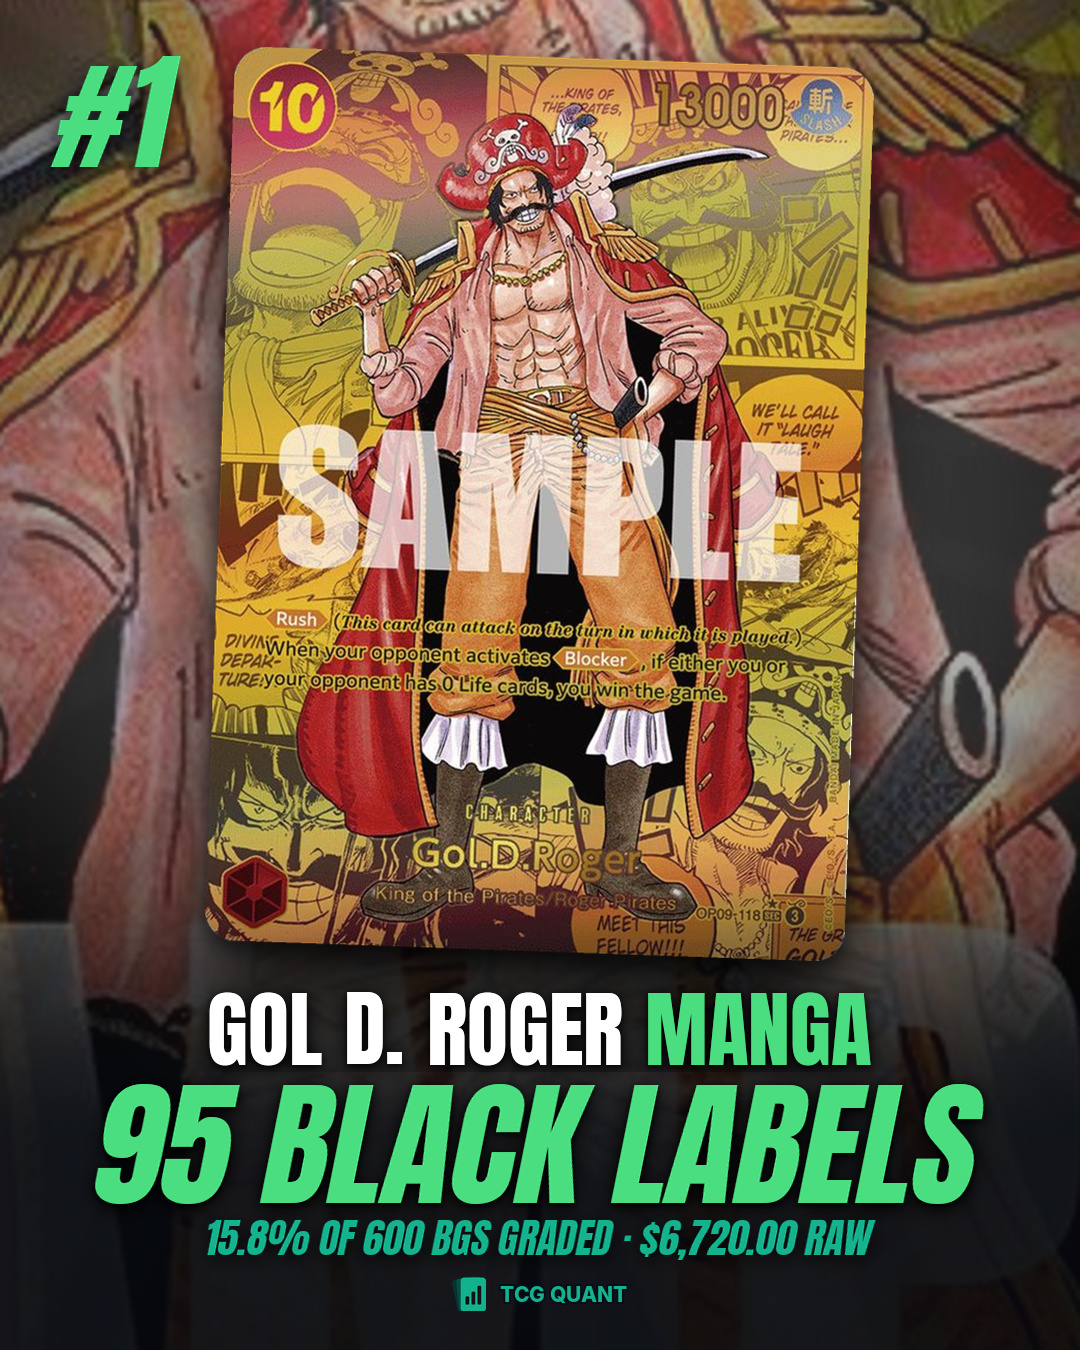 #1
10
...KING OF
THE PIRATES,
13000
斬
SLASH
PIRATES...
WE'LL CALL
IT "LAUGH
TALE."
SAMPLE
Rush (This card can attack on the turn in which it is played.)
When your opponent activates Blocker, if either you or
your opponent has 0 Life cards, you win the game.
DIVING
DEPAR-
TURE!
CHARACTER
Gol.D.Roger
King of the Pirates/Roger Pirates
OP09-118 SEC 3
MEET THIS
FELLOW!!!
GOL D. ROGER MANGA
95 BLACK LABELS
15.8% OF 600 BGS GRADED · $6,720.00 RAW
TCG QUANT